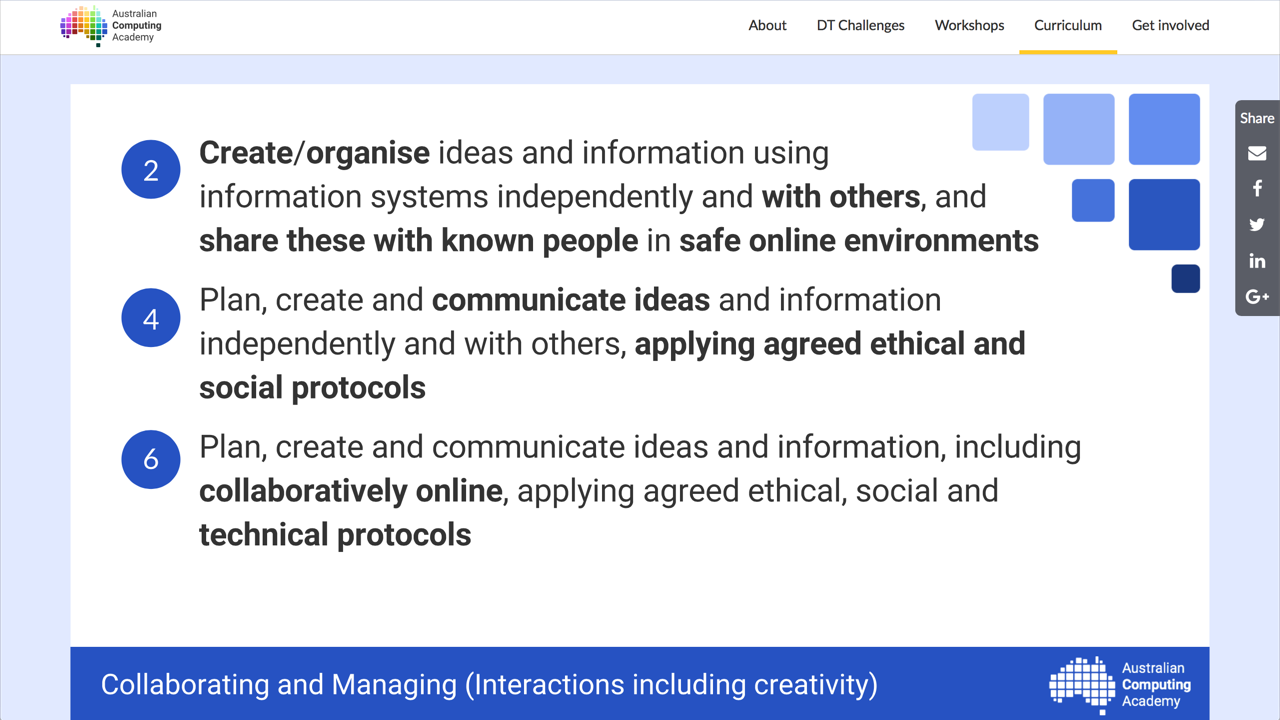 Australian
Computing
Academy
About
DT Challenges
Workshops
Curriculum
Get involved
Share
2
Create/organise ideas and information using
information systems independently and with others, and
share these with known people in safe online environments
4
Plan, create and communicate ideas and information
independently and with others, applying agreed ethical and
social protocols
6
Plan, create and communicate ideas and information, including
collaboratively online, applying agreed ethical, social and
technical protocols
Collaborating and Managing (Interactions including creativity)
Australian
Computing
Academy